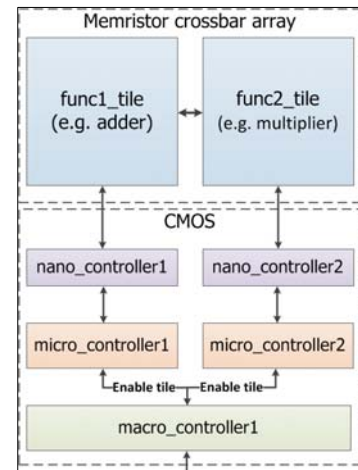 Memristor crossbar array
func1_tile
(e.g. adder)
func2_tile
(e.g. multiplier)
CMOS
nano_controller1
nano_controller2
micro_controller1
micro_controller2
Enable tile
Enable tile
macro_controller1